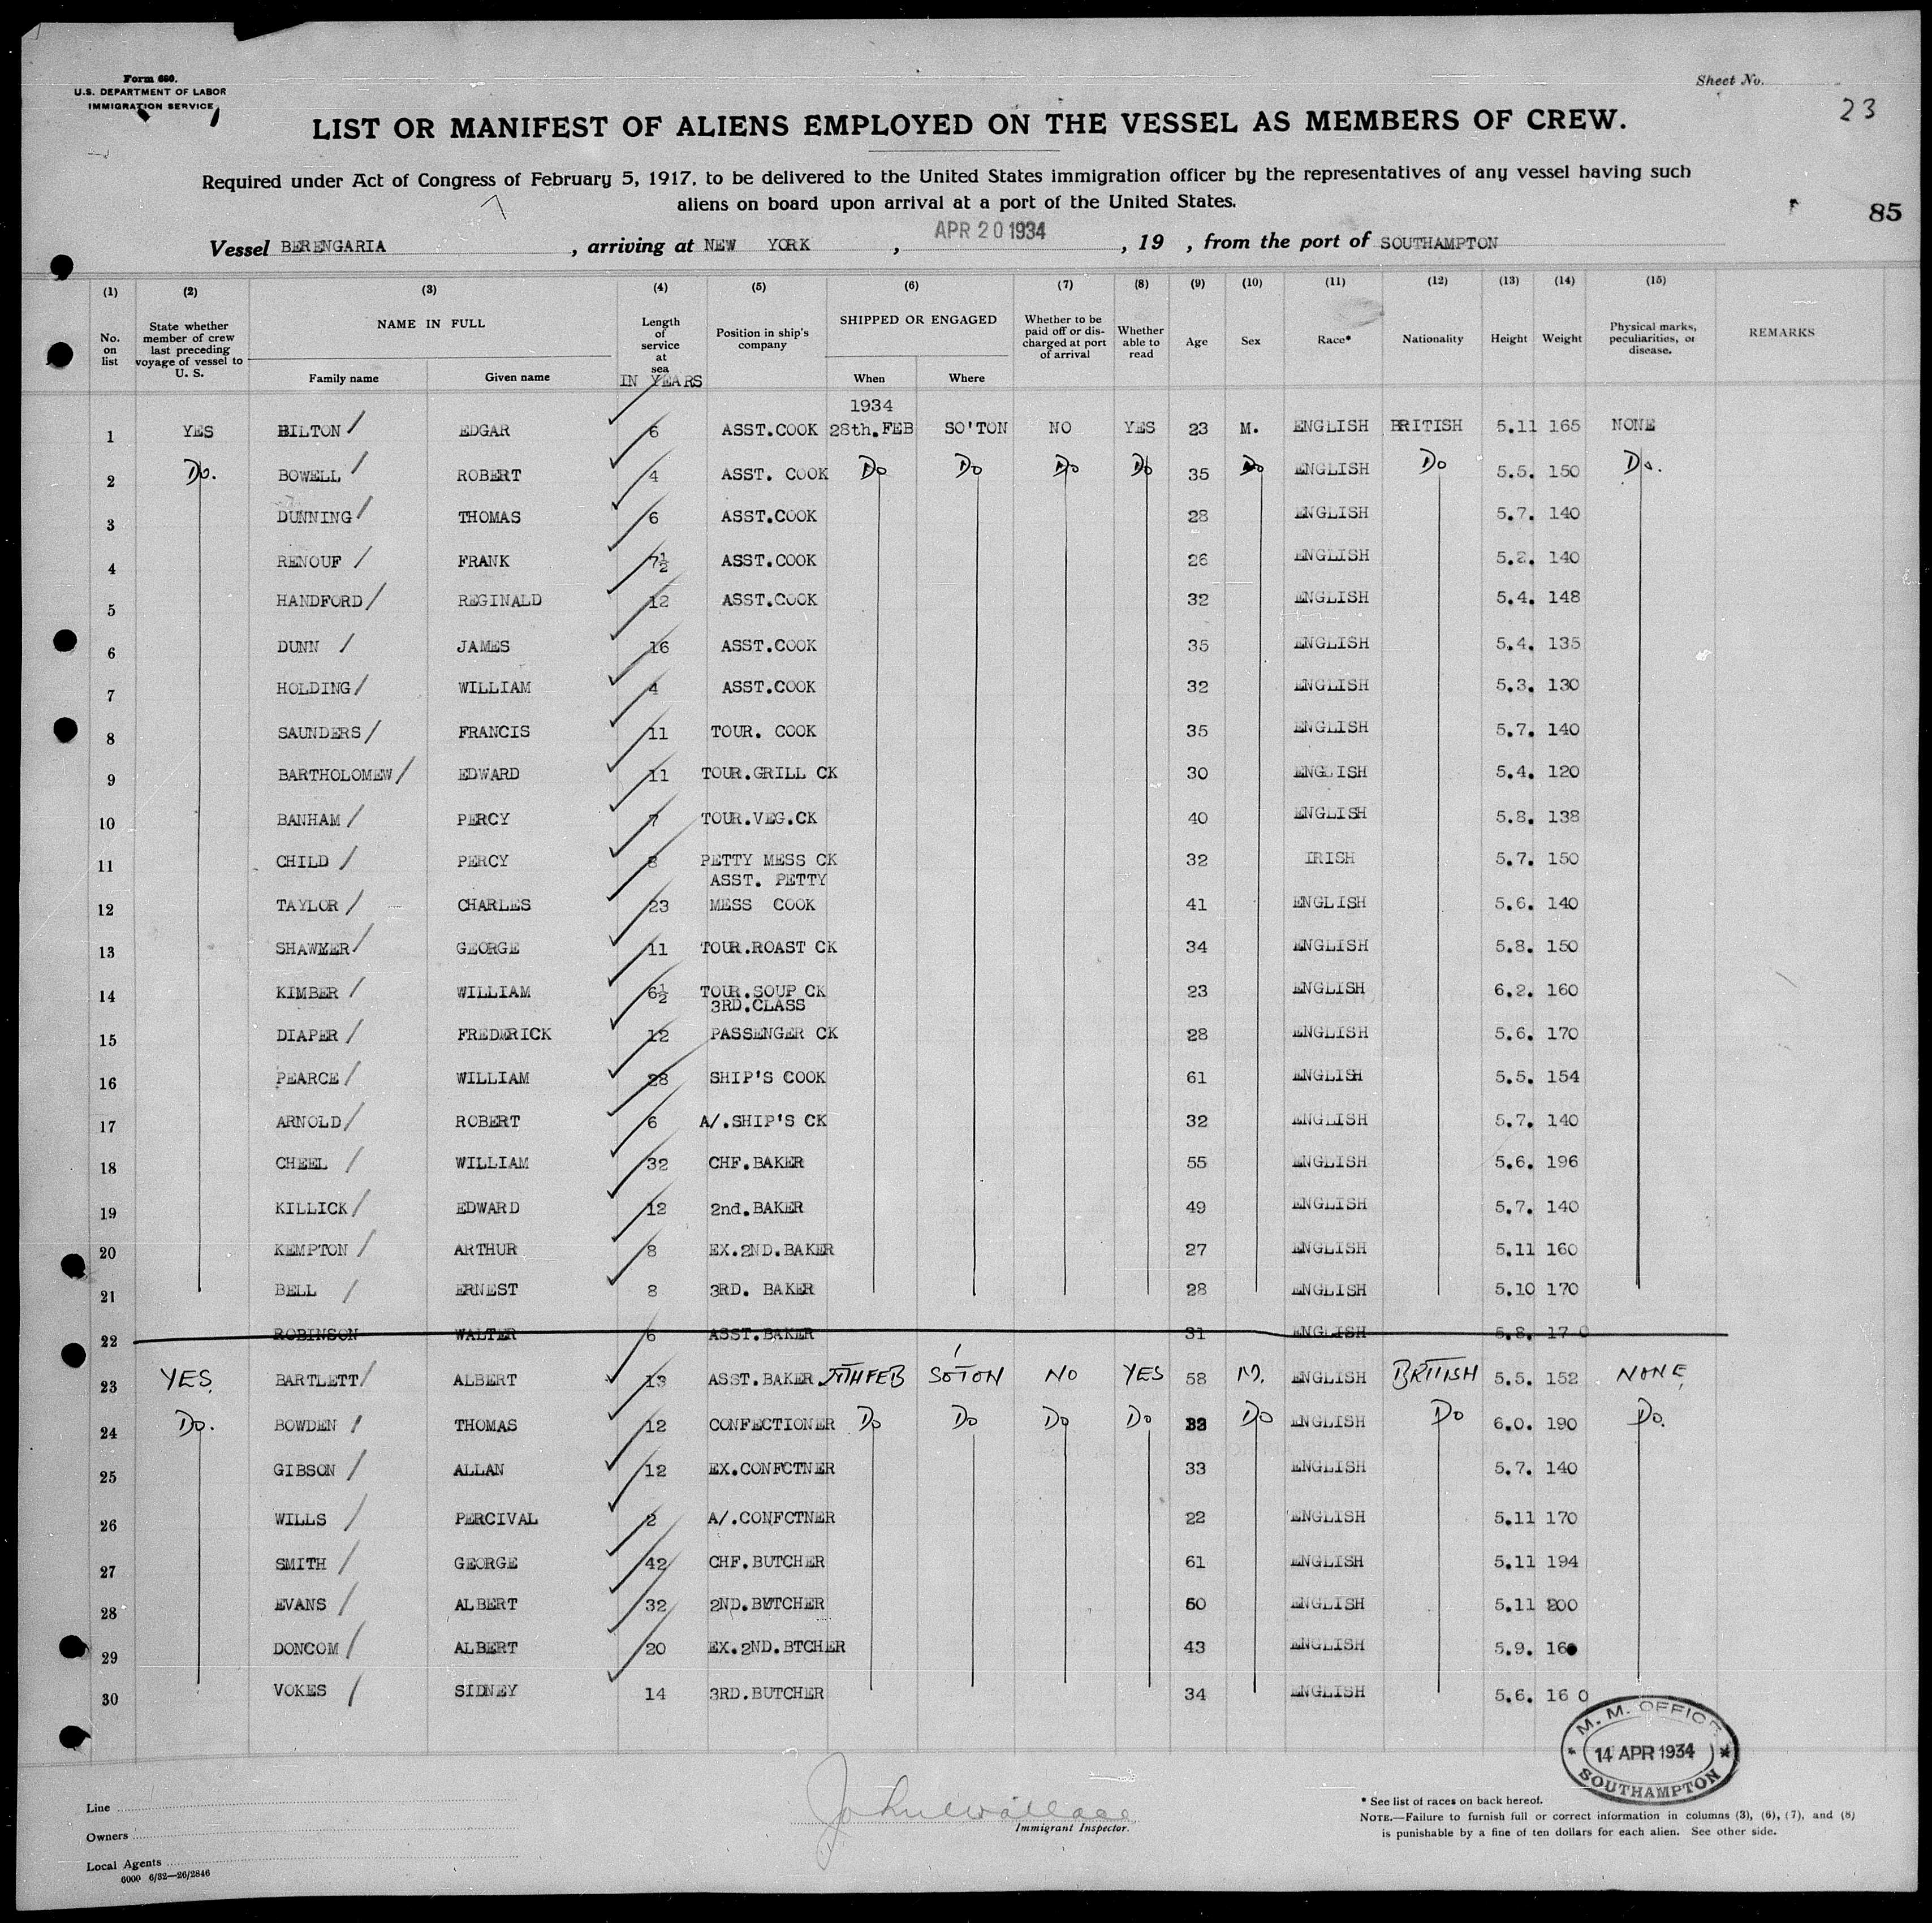 Form 680.
U.S. DEPARTMENT OF LABOR
IMMIGRATION SERVICE
Sheet No.
23
LIST OR MANIFEST OF ALIENS EMPLOYED ON THE VESSEL AS MEMBERS OF CREW.
Required under Act of Congress of February 5, 1917, to be delivered to the United States immigration officer by the representatives of any vessel having such
aliens on board upon arrival at a port of the United States.
85
Vessel BERENGARIA , arriving at NEW YORK , APR 20 1934 , 19 , from the port of SOUTHAMPTON
(1) (2) (3) (4) (5) (6) (7) (8) (9) (10) (11) (12) (13) (14) (15)
No. on list State whether member of crew last preceding voyage of vessel to U. S. NAME IN FULL Family name Given name Length of service at sea IN YEARS Position in ship's company SHIPPED OR ENGAGED When Where Whether to be paid off or discharged at port of arrival Whether able to read Age Sex Race* Nationality Height Weight Physical marks, peculiarities, or disease. REMARKS
1934
1 YES BILTON EDGAR 6 ASST.COOK 28th.FEB SO'TON NO YES 23 M. ENGLISH BRITISH 5.11 165 NONE
2 Do. BOWELL ROBERT 4 ASST. COOK Do Do Do Do 35 Do ENGLISH Do 5.5. 150 Do.
3 DUNNING THOMAS 6 ASST.COOK 28 ENGLISH 5.7. 140
4 RENOUF FRANK 7½ ASST.COOK 26 ENGLISH 5.2. 140
5 HANDFORD REGINALD 12 ASST.COOK 32 ENGLISH 5.4. 148
6 DUNN JAMES 16 ASST.COOK 35 ENGLISH 5.4. 135
7 HOLDING WILLIAM 4 ASST.COOK 32 ENGLISH 5.3. 130
8 SAUNDERS FRANCIS 11 TOUR. COOK 35 ENGLISH 5.7. 140
9 BARTHOLOMEW EDWARD 11 TOUR.GRILL CK 30 ENGLISH 5.4. 120
10 BANHAM PERCY 7 TOUR.VEG.CK 40 ENGLISH 5.8. 138
11 CHILD PERCY 8 PETTY MESS CK 32 IRISH 5.7. 150
ASST. PETTY
12 TAYLOR CHARLES 23 MESS COOK 41 ENGLISH 5.6. 140
13 SHAWYER GEORGE 11 TOUR.ROAST CK 34 ENGLISH 5.8. 150
14 KIMBER WILLIAM 6½ TOUR.SOUP CK 23 ENGLISH 6.2. 160
3RD.CLASS
15 DIAPER FREDERICK 12 PASSENGER CK 28 ENGLISH 5.6. 170
16 PEARCE WILLIAM 28 SHIP'S COOK 61 ENGLISH 5.5. 154
17 ARNOLD ROBERT 6 A/.SHIP'S CK 32 ENGLISH 5.7. 140
18 CHEEL WILLIAM 32 CHF.BAKER 55 ENGLISH 5.6. 196
19 KILLICK EDWARD 12 2nd.BAKER 49 ENGLISH 5.7. 140
20 KEMPTON ARTHUR 8 EX.2ND.BAKER 27 ENGLISH 5.11 160
21 BELL ERNEST 8 3RD. BAKER 28 ENGLISH 5.10 170
22 ROBINSON WALTER 6 ASST.BAKER 31 ENGLISH 5.8. 17 0
23 YES. BARTLETT ALBERT 13 ASST.BAKER SO'TON NO YES 58 M. ENGLISH BRITISH 5.5. 152 NONE
24 Do. BOWDEN THOMAS 12 CONFECTIONER Do Do Do Do Do ENGLISH Do 6.0. 190 Do.
25 GIBSON ALLAN 12 EX.CONFCTNER 33 ENGLISH 5.7. 140
26 WILLS PERCIVAL 2 A/.CONFCTNER 22 ENGLISH 5.11 170
27 SMITH GEORGE 42 CHF.BUTCHER 61 ENGLISH 5.11 194
28 EVANS ALBERT 32 2ND.BUTCHER 50 ENGLISH 5.11 200
29 DONCOM ALBERT 20 EX.2ND.BTCHER 43 ENGLISH 5.9. 160
30 VOKES SIDNEY 14 3RD.BUTCHER 34 ENGLISH 5.6. 16 0
M. M. OFFICE
14 APR 1934
SOUTHAMPTON
Line
Owners
Local Agents
6000 6/32—26/2846
John Wallace
Immigrant Inspector.
* See list of races on back hereof.
NOTE.—Failure to furnish full or correct information in columns (3), (6), (7), and (8)
is punishable by a fine of ten dollars for each alien. See other side.